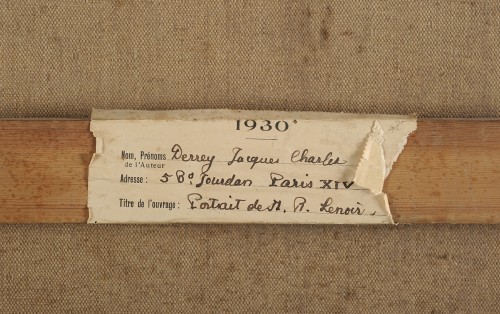 1930
Nom, Prénoms Derrey Jacques Charles
de l'Auteur
Adresse : 5 Bd. Jourdan Paris XIV
Titre de l'ouvrage : Portrait de M. R. Lenoir